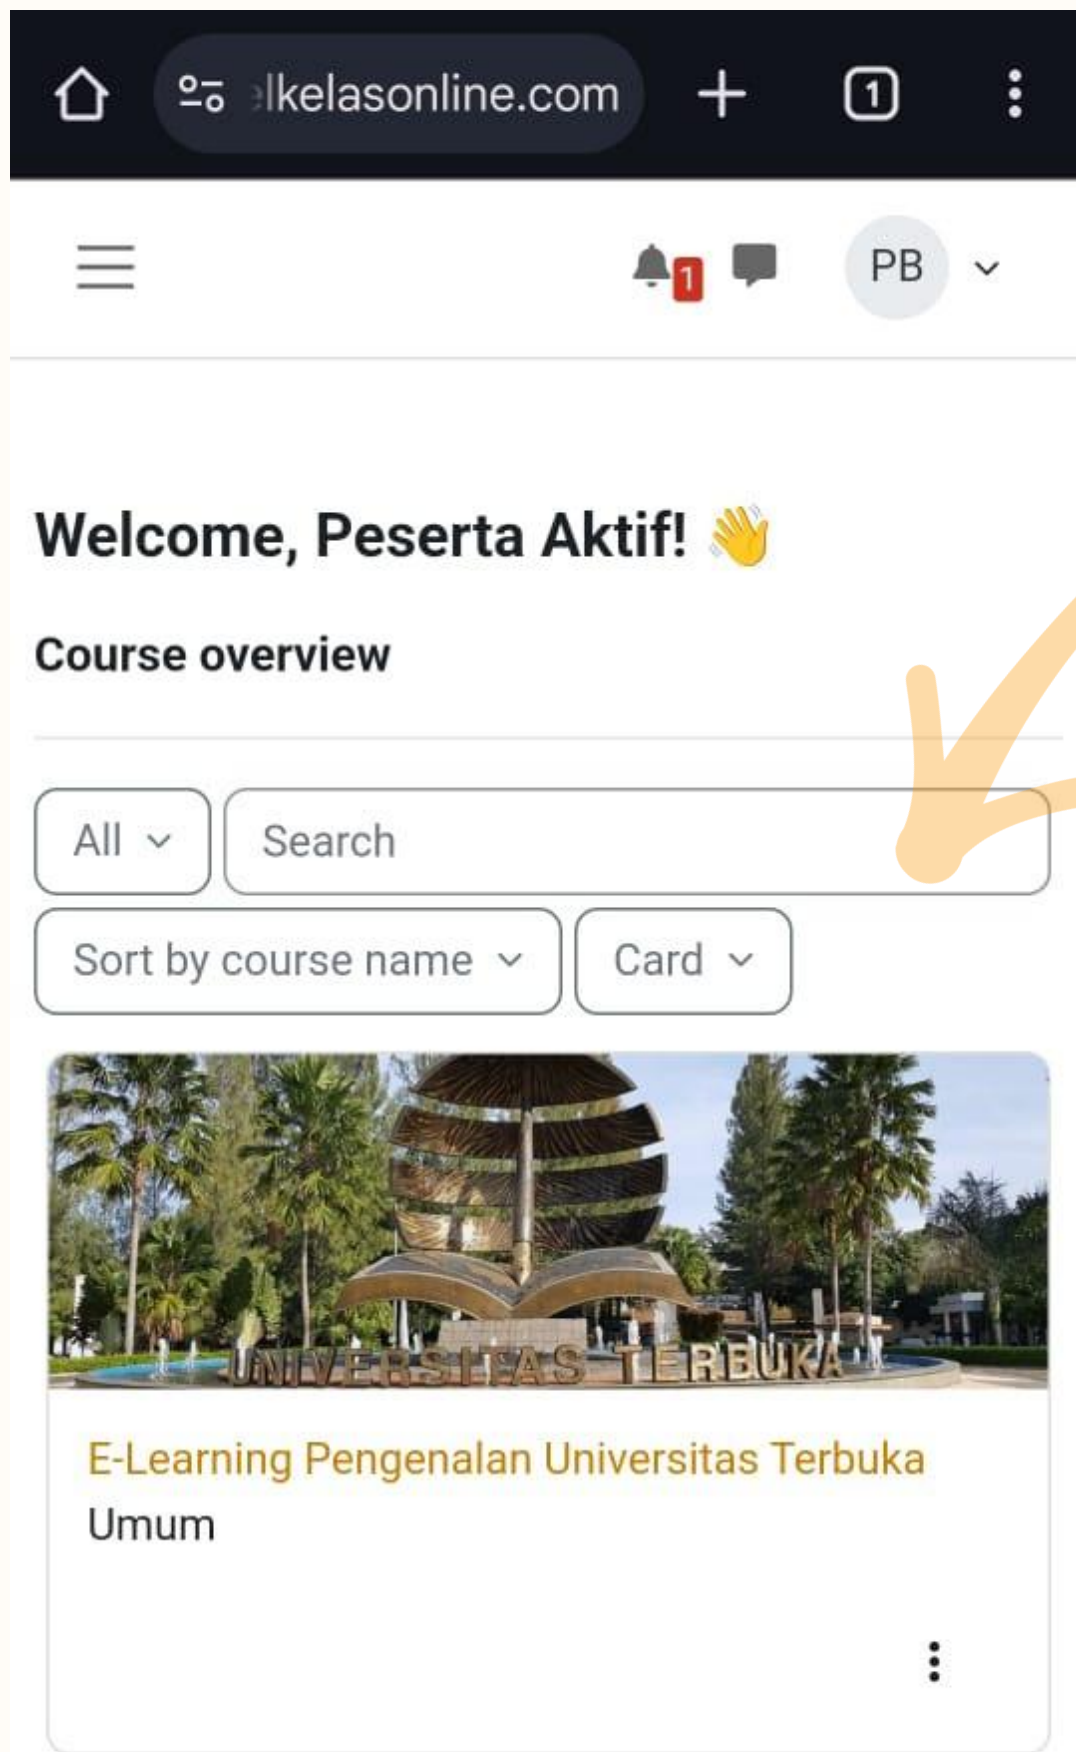 lkelasonline.com
1
1
PB
Welcome, Peserta Aktif! 👋
Course overview
All
Search
Sort by course name
Card
UNIVERSITAS TERBUKA
E-Learning Pengenalan Universitas Terbuka
Umum